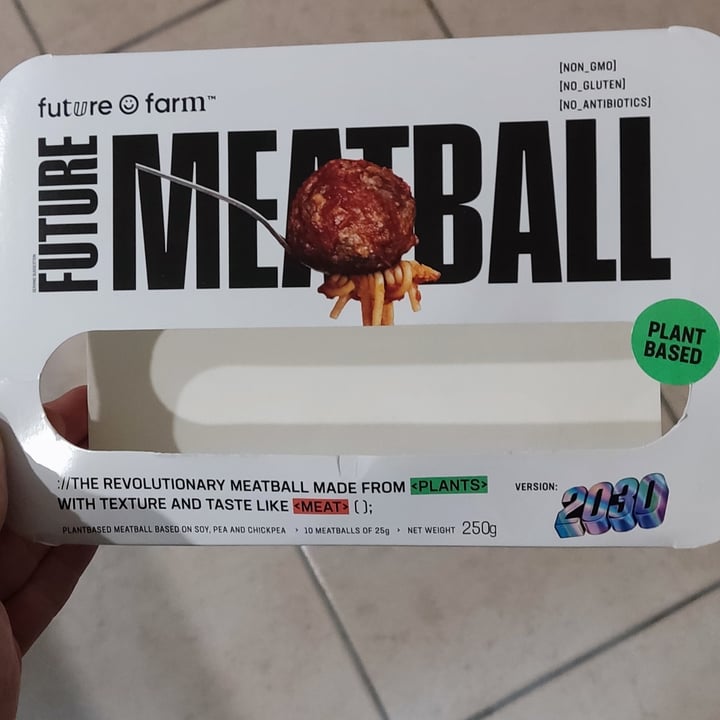 future farm™
[NON_GMO]
[NO_GLUTEN]
[NO_ANTIBIOTICS]
FUTURE
MEATBALL
PLANT
BASED
://THE REVOLUTIONARY MEATBALL MADE FROM <PLANTS>
WITH TEXTURE AND TASTE LIKE <MEAT> ( );
VERSION: 2030
PLANTBASED MEATBALL BASED ON SOY, PEA AND CHICKPEA › 10 MEATBALLS OF 25g › NET WEIGHT 250g